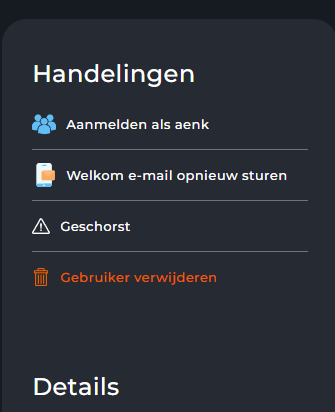 Handelingen
Aanmelden als aenk
Welkom e-mail opnieuw sturen
Geschorst
Gebruiker verwijderen
Details